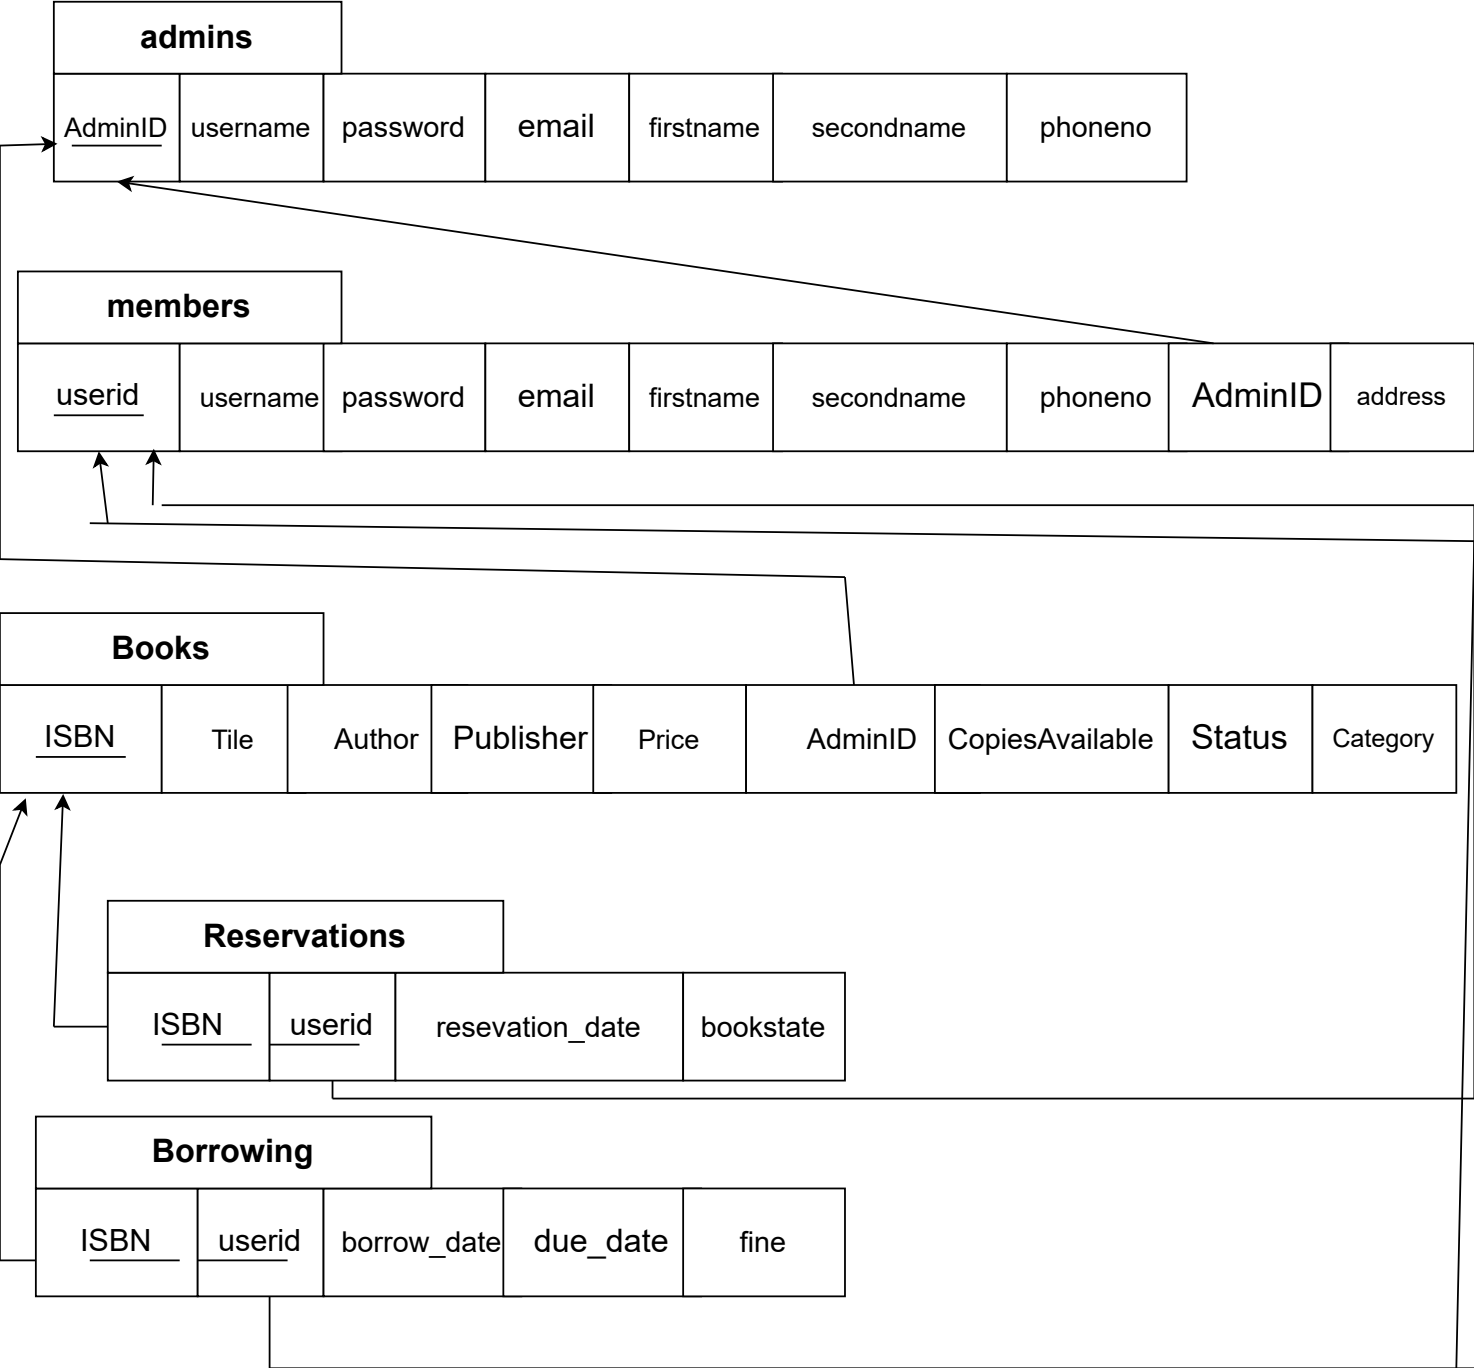 admins
AdminID username password email firstname secondname phoneno
members
userid username password email firstname secondname phoneno AdminID address
Books
ISBN Tile Author Publisher Price AdminID CopiesAvailable Status Category
Reservations
ISBN userid resevation_date bookstate
Borrowing
ISBN userid borrow_date due_date fine